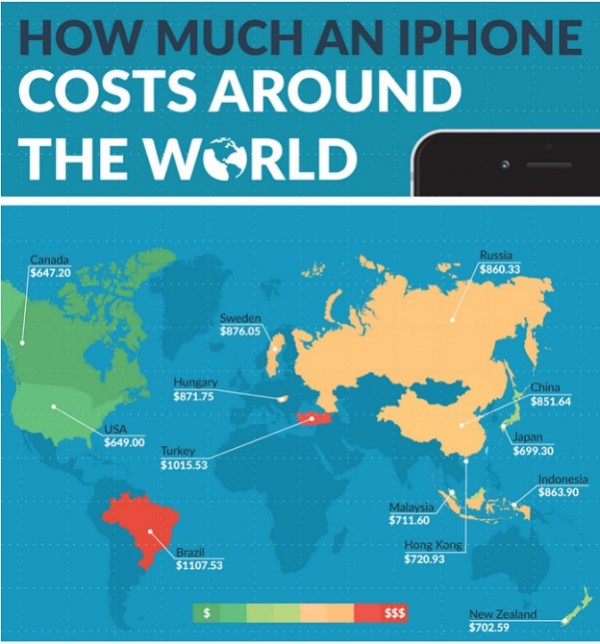 HOW MUCH AN IPHONE
COSTS AROUND
THE WORLD
Canada
$647.20
Russia
$860.33
Sweden
$876.05
Hungary
$871.75
China
$851.64
USA
$649.00
Japan
$699.30
Turkey
$1015.53
Indonesia
$863.90
Malaysia
$711.60
Hong Kong
$720.93
Brazil
$1107.53
New Zealand
$702.59
$
$$$